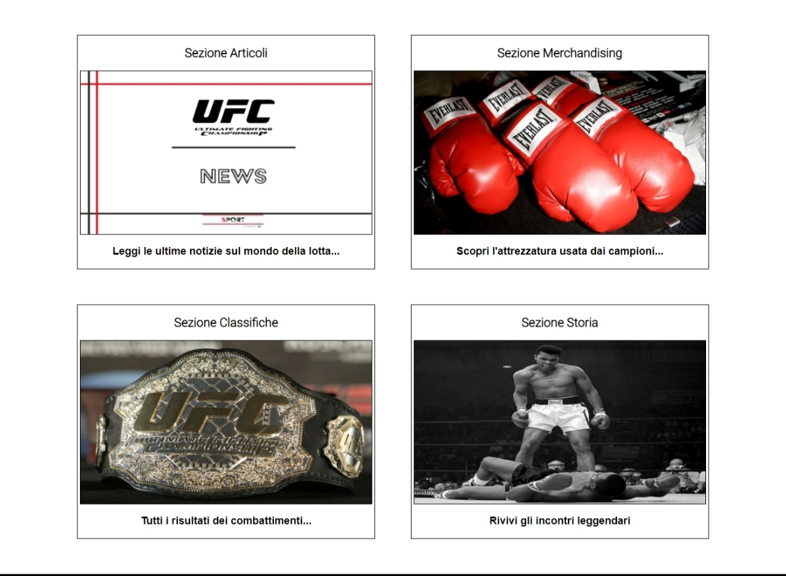 Sezione Articoli
UFC
ULTIMATE FIGHTING
CHAMPIONSHIP
NEWS
SPORT
Leggi le ultime notizie sul mondo della lotta...
Sezione Merchandising
EVERLAST
EVERLAST
EVERLAST
EVERLAST
EVERLAST
Scopri l'attrezzatura usata dai campioni...
Sezione Classifiche
UFC
ULTIMATE FIGHTING
CHAMPIONSHIP
Tutti i risultati dei combattimenti...
Sezione Storia
Rivivi gli incontri leggendari